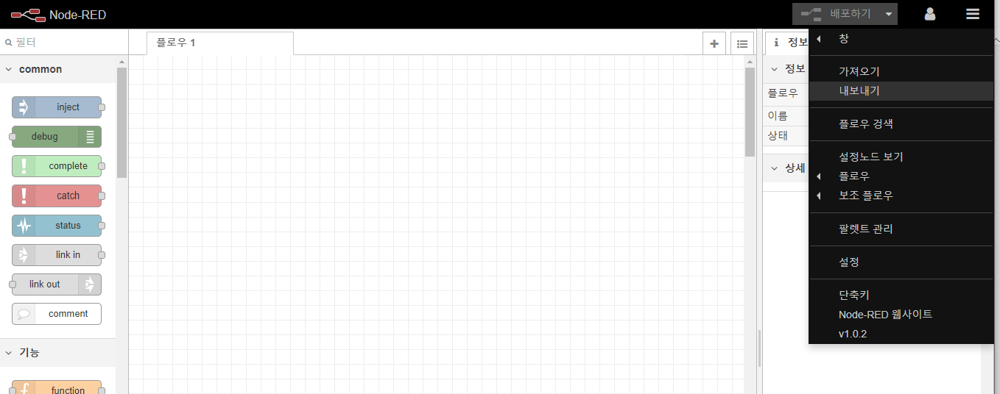 Node-RED
배포하기
필터
플로우 1
정보
common
정보
플로우
이름
상태
상세
inject
debug
complete
catch
status
link in
link out
comment
기능
function
창
가져오기
내보내기
플로우 검색
설정노드 보기
플로우
보조 플로우
팔렛트 관리
설정
단축키
Node-RED 웹사이트
v1.0.2